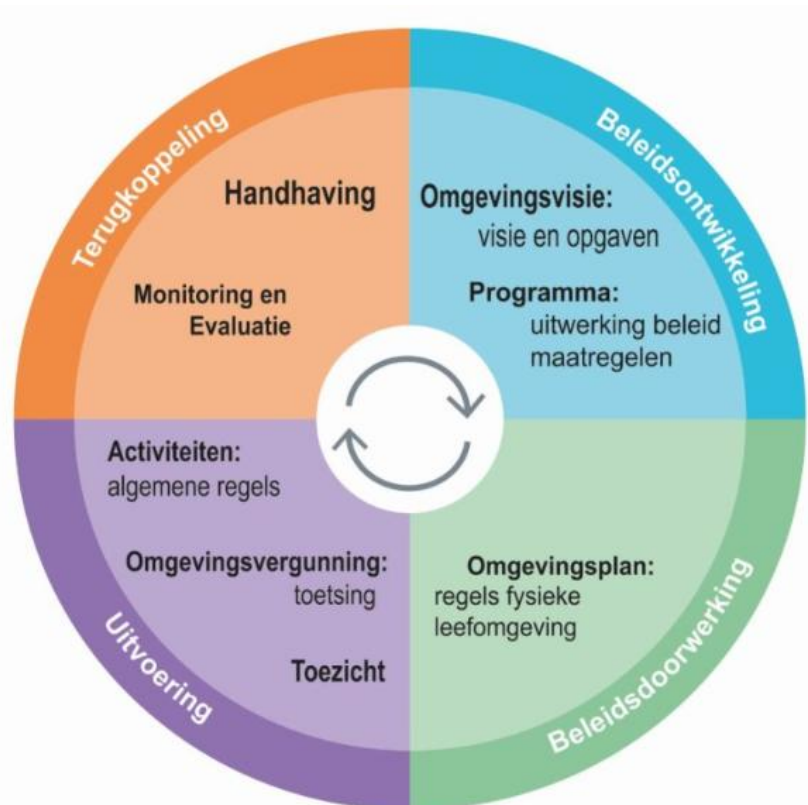 Terugkoppeling
Handhaving
Monitoring en
Evaluatie
Beleidsontwikkeling
Omgevingsvisie:
visie en opgaven
Programma:
uitwerking beleid
maatregelen
Beleidsdoorwerking
Omgevingsplan:
regels fysieke
leefomgeving
Uitvoering
Activiteiten:
algemene regels
Omgevingsvergunning:
toetsing
Toezicht